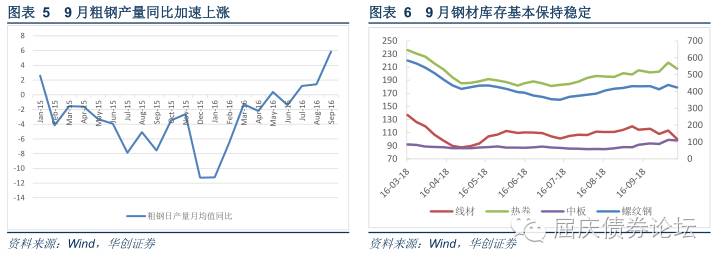 图表 5 9月粗钢产量同比加速上涨
8
6
4
2
0
-2
-4
-6
-8
-10
-12
-14
Jan-15
Feb-15
Mar-15
Apr-15
May-15
Jun-15
Jul-15
Aug-15
Sep-15
Oct-15
Nov-15
Dec-15
Jan-16
Feb-16
Mar-16
Apr-16
May-16
Jun-16
Jul-16
Aug-16
Sep-16
粗钢日产量月均值同比
资料来源：Wind，华创证券
图表 6 9月钢材库存基本保持稳定
250
230
210
190
170
150
130
110
90
70
700
600
500
400
300
200
100
0
16-03-18
16-04-18
16-05-18
16-06-18
16-07-18
16-08-18
16-09-18
线材 热卷 中板 螺纹钢
资料来源：Wind，华创证券
屈庆债券论坛